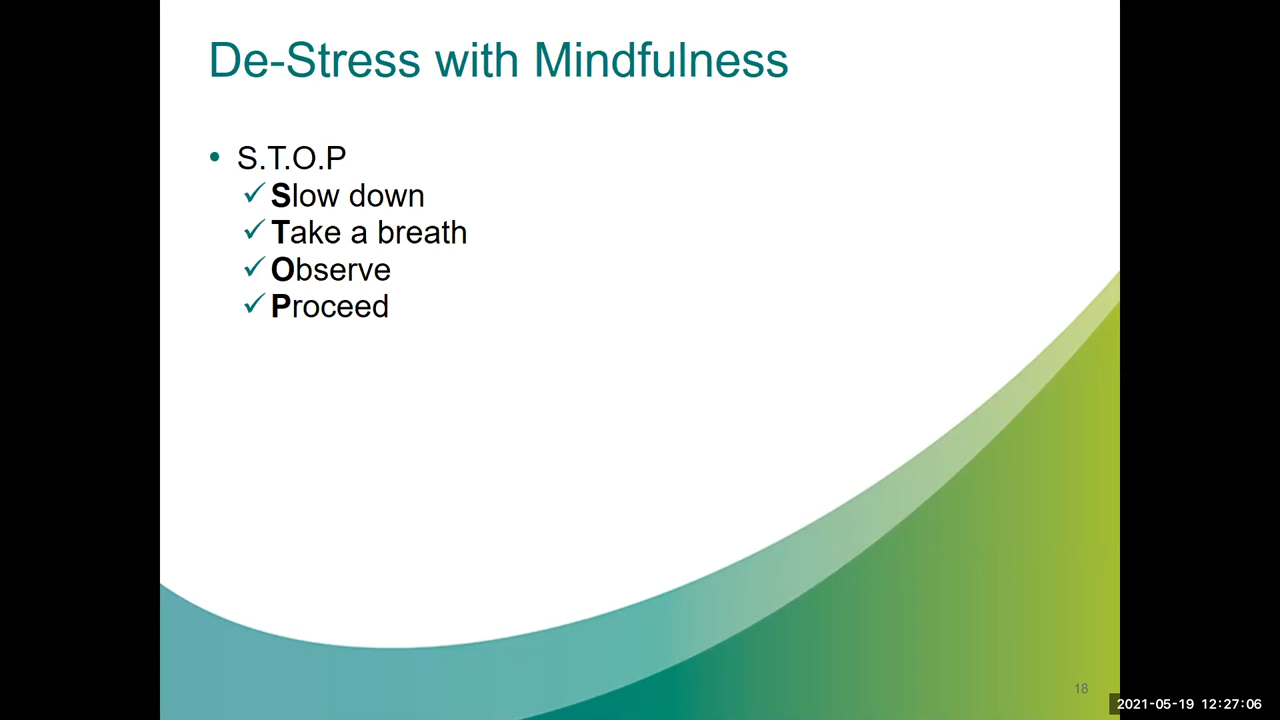 De-Stress with Mindfulness
• S.T.O.P
✓ Slow down
✓ Take a breath
✓ Observe
✓ Proceed
18
2021-05-19 12:27:06